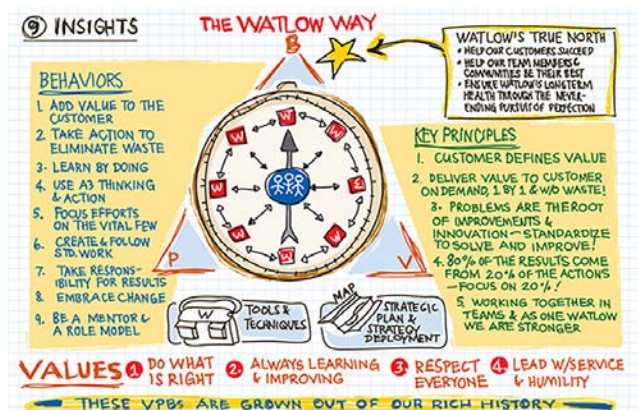 9 INSIGHTS
THE WATLOW WAY
B
WATLOW'S TRUE NORTH
• HELP OUR CUSTOMERS SUCCEED
• HELP OUR TEAM MEMBERS &
COMMUNITIES BE THEIR BEST
• ENSURE WATLOW'S LONGTERM
HEALTH THROUGH THE NEVER-
ENDING PURSUIT OF PERFECTION
BEHAVIORS
1. ADD VALUE TO THE
CUSTOMER
2. TAKE ACTION TO
ELIMINATE WASTE
3. LEARN BY DOING
4. USE A3 THINKING
& ACTION
5. FOCUS EFFORTS
ON THE VITAL FEW
6. CREATE & FOLLOW
STD. WORK
7. TAKE RESPON-
SIBILITY FOR RESULTS
8. EMBRACE CHANGE
9. BE A MENTOR &
A ROLE MODEL
W
W
W
W
W
W
W
W
W
W
P
V
KEY PRINCIPLES
1. CUSTOMER DEFINES VALUE
2. DELIVER VALUE TO CUSTOMER
ON DEMAND, 1 BY 1 & W/O WASTE!
3. PROBLEMS ARE THE ROOT
OF IMPROVEMENTS &
INNOVATION - STANDARDIZE
TO SOLVE AND IMPROVE!
4. 80% OF THE RESULTS COME
FROM 20% OF THE ACTIONS
- FOCUS ON 20%!
5. WORKING TOGETHER IN
TEAMS & AS ONE WATLOW
WE ARE STRONGER
W
TOOLS &
TECHNIQUES
MAP
STRATEGIC
PLAN &
STRATEGY
DEPLOYMENT
VALUES
1 DO WHAT
IS RIGHT
2. ALWAYS LEARNING
& IMPROVING
3 RESPECT
EVERYONE
4. LEAD W/SERVICE
& HUMILITY
THESE VPBs ARE GROWN OUT OF OUR RICH HISTORY